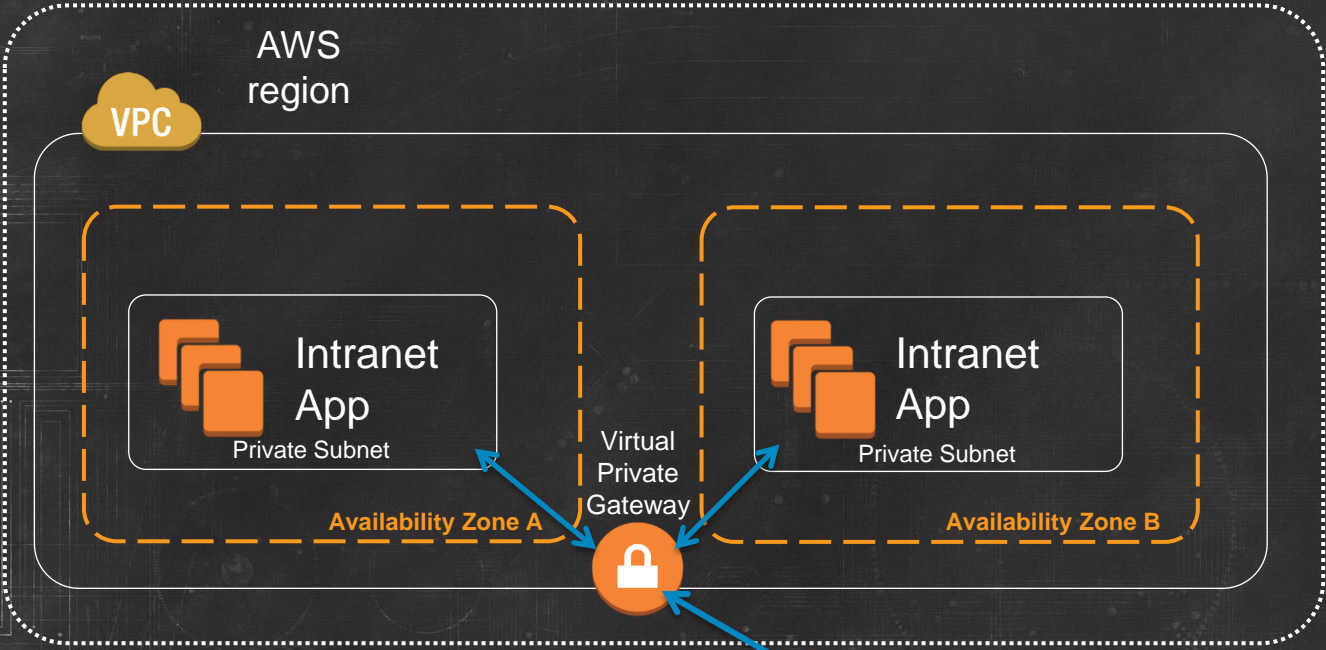 AWS
region
VPC
Intranet
App
Private Subnet
Availability Zone A
Virtual
Private
Gateway
Intranet
App
Private Subnet
Availability Zone B